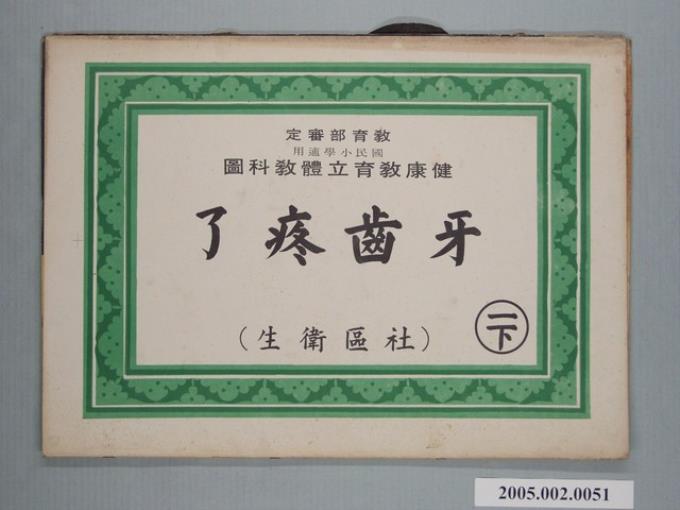 教育部審定
國民小學適用
健康教育立體教科圖
牙齒疼了
(社區衛生)
二下
2005.002.0051